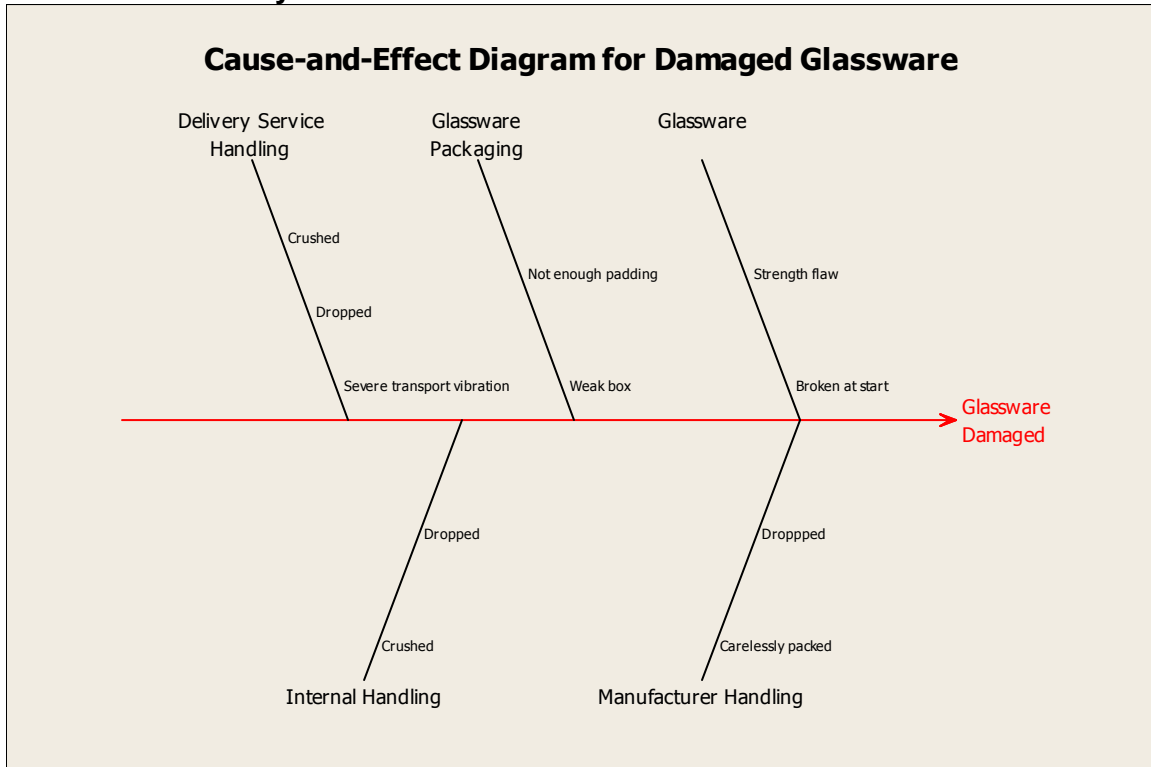 Cause-and-Effect Diagram for Damaged Glassware
Delivery Service
Handling
Glassware
Packaging
Glassware
Crushed
Not enough padding
Strength flaw
Dropped
Severe transport vibration
Weak box
Broken at start
Glassware
Damaged
Dropped
Droppped
Crushed
Carelessly packed
Internal Handling
Manufacturer Handling